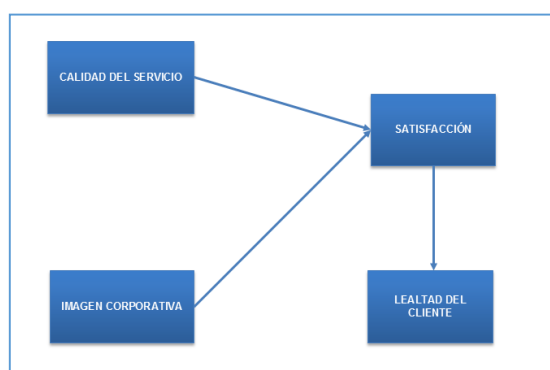 CALIDAD DEL SERVICIO
SATISFACCIÓN
IMAGEN CORPORATIVA
LEALTAD DEL
CLIENTE